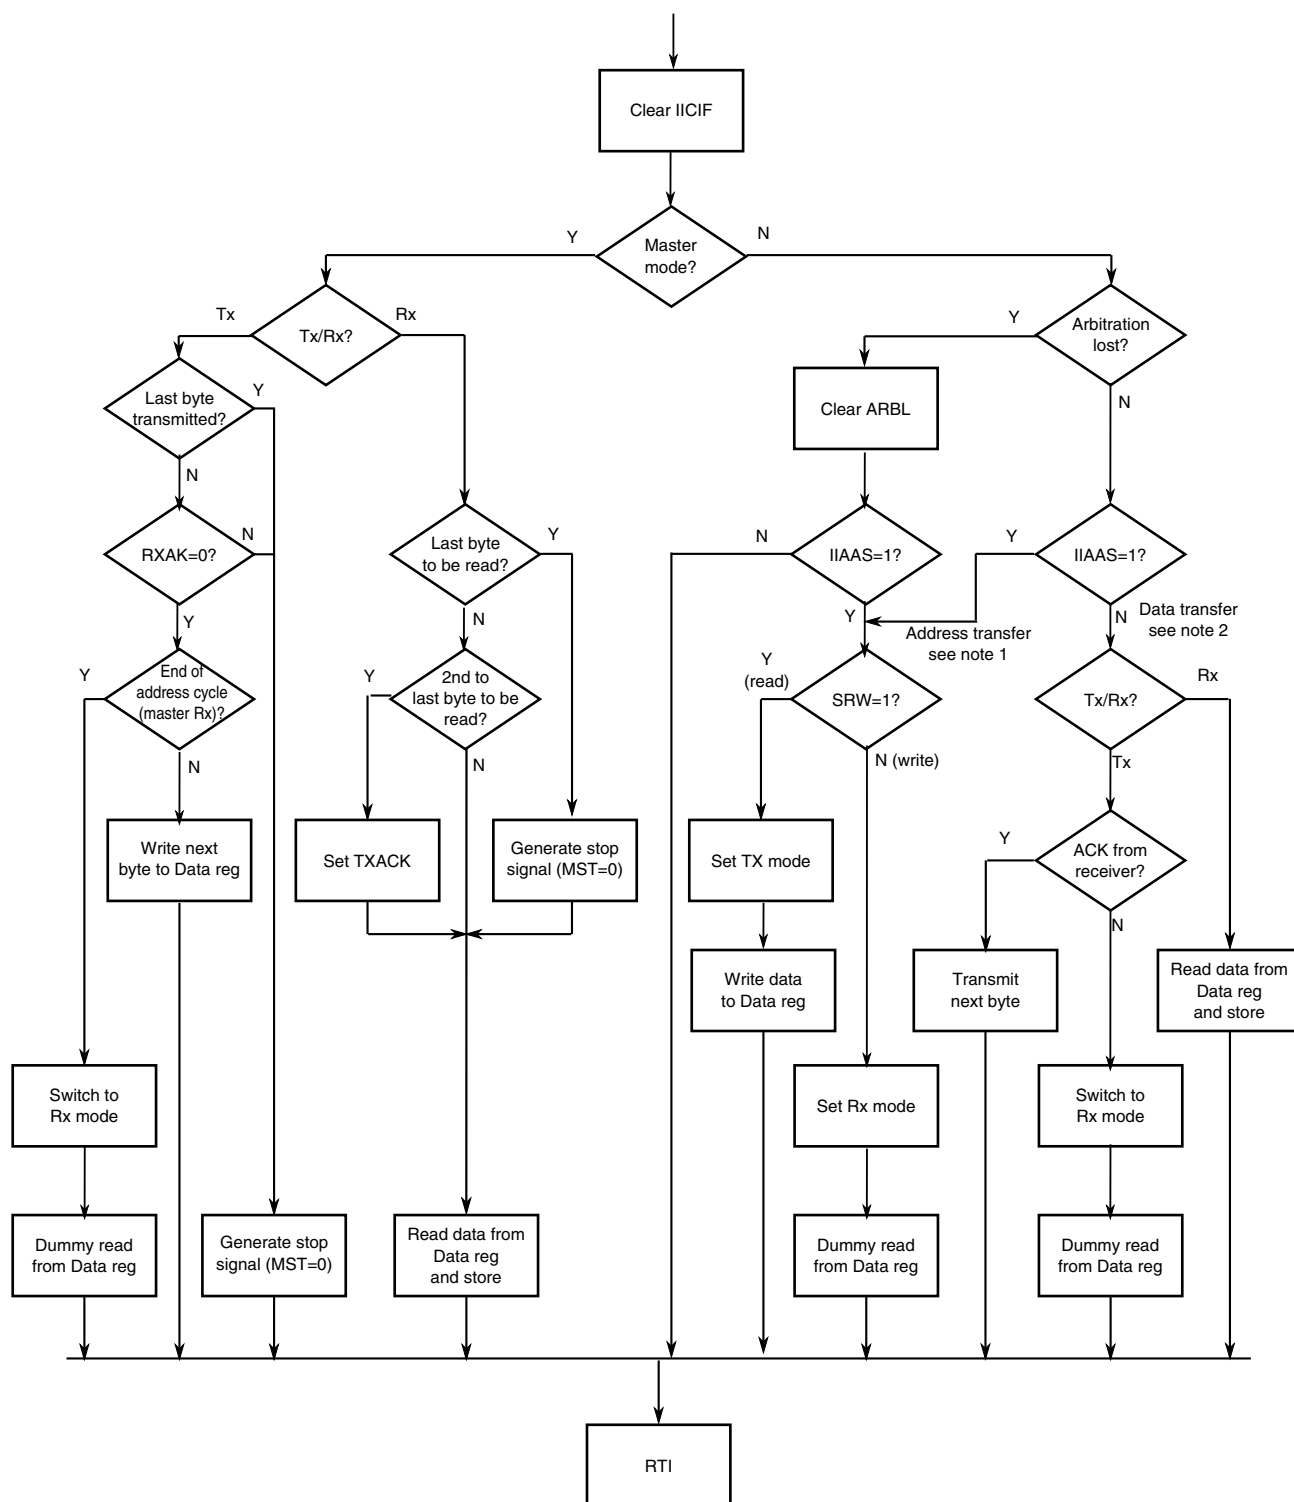 Clear IICIF
Master
mode?
Y
N
Tx/Rx?
Tx
Rx
Arbitration
lost?
Y
N
Last byte
transmitted?
Y
N
Clear ARBL
RXAK=0?
N
Y
Last byte
to be read?
Y
N
IIAAS=1?
N
Y
IIAAS=1?
Y
N
Address transfer
see note 1
Data transfer
see note 2
End of
address cycle
(master Rx)?
Y
N
2nd to
last byte to be
read?
Y
N
SRW=1?
Y
(read)
N (write)
Tx/Rx?
Rx
Tx
Write next
byte to Data reg
Set TXACK
Generate stop
signal (MST=0)
Set TX mode
ACK from
receiver?
Y
N
Write data
to Data reg
Transmit
next byte
Read data from
Data reg
and store
Switch to
Rx mode
Set Rx mode
Switch to
Rx mode
Dummy read
from Data reg
Generate stop
signal (MST=0)
Read data from
Data reg
and store
Dummy read
from Data reg
Dummy read
from Data reg
RTI